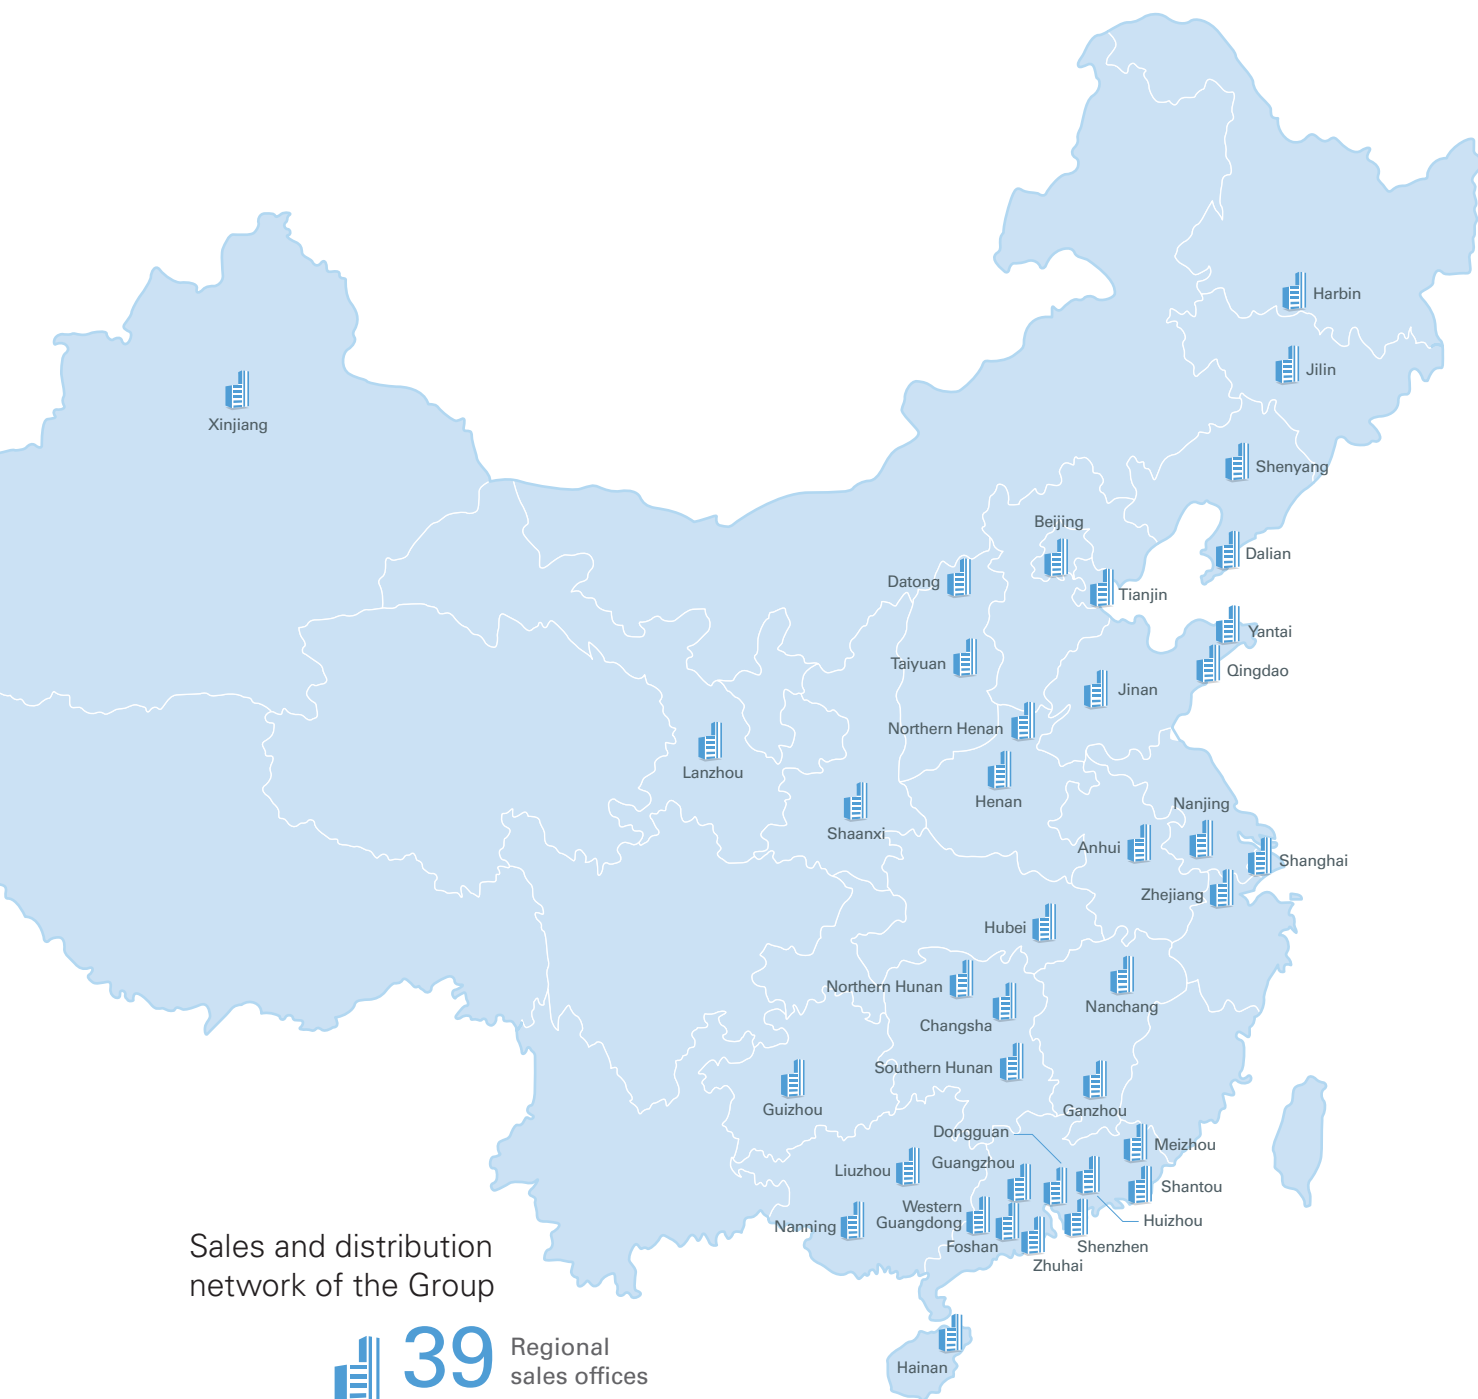 Harbin
Jilin
Xinjiang
Shenyang
Beijing
Dalian
Datong
Tianjin
Yantai
Taiyuan
Qingdao
Jinan
Northern Henan
Lanzhou
Henan
Nanjing
Shaanxi
Anhui
Shanghai
Zhejiang
Hubei
Northern Hunan
Nanchang
Changsha
Southern Hunan
Guizhou
Ganzhou
Dongguan
Meizhou
Guangzhou
Liuzhou
Shantou
Western
Guangdong
Huizhou
Nanning
Foshan
Shenzhen
Zhuhai
Hainan
Sales and distribution
network of the Group
39 Regional
sales offices